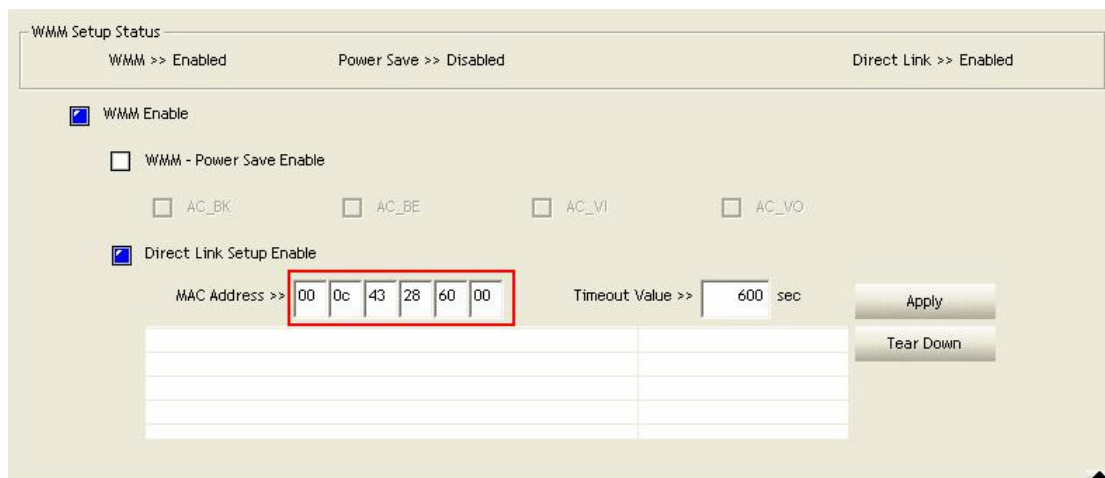 WMM Setup Status
WMM >> Enabled Power Save >> Disabled Direct Link >> Enabled
WMM Enable
WMM - Power Save Enable
AC_BK AC_BE AC_VI AC_VO
Direct Link Setup Enable
MAC Address >> 00 0c 43 28 60 00 Timeout Value >> 600 sec Apply
Tear Down